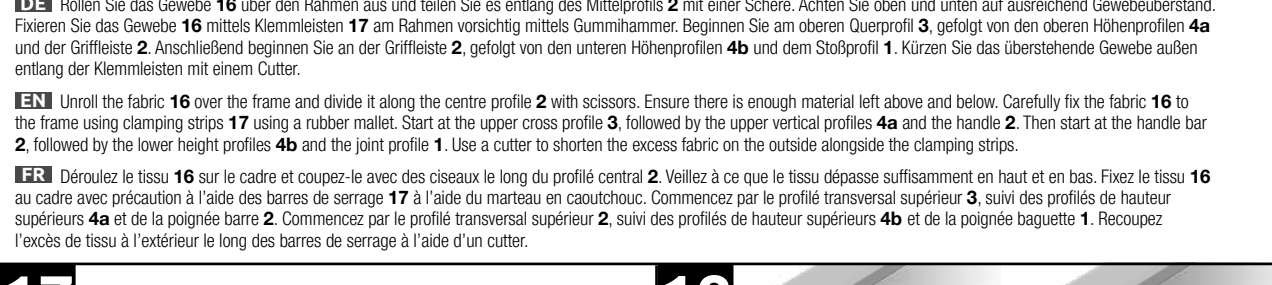 DE Rollen Sie das Gewebe 16 über den Rahmen aus und teilen Sie es entlang des Mittelprofils 2 mit einer Schere. Achten Sie oben und unten auf ausreichend Gewebeüberstand.
Fixieren Sie das Gewebe 16 mittels Klemmleisten 17 am Rahmen vorsichtig mittels Gummihammer. Beginnen Sie am oberen Querprofil 3, gefolgt von den oberen Höhenprofilen 4a
und der Griffleiste 2. Anschließend beginnen Sie an der Griffleiste 2, gefolgt von den unteren Höhenprofilen 4b und dem Stoßprofil 1. Kürzen Sie das überstehende Gewebe außen
entlang der Klemmleisten mit einem Cutter.
EN Unroll the fabric 16 over the frame and divide it along the centre profile 2 with scissors. Ensure there is enough material left above and below. Carefully fix the fabric 16 to
the frame using clamping strips 17 using a rubber mallet. Start at the upper cross profile 3, followed by the upper vertical profiles 4a and the handle 2. Then start at the handle bar
2, followed by the lower height profiles 4b and the joint profile 1. Use a cutter to shorten the excess fabric on the outside alongside the clamping strips.
FR Déroulez le tissu 16 sur le cadre et coupez-le avec des ciseaux le long du profilé central 2. Veillez à ce que le tissu dépasse suffisamment en haut et en bas. Fixez le tissu 16
au cadre avec précaution à l'aide des barres de serrage 17 à l'aide du marteau en caoutchouc. Commencez par le profilé transversal supérieur 3, suivi des profilés de hauteur
supérieurs 4a et de la poignée barre 2. Commencez par le profilé transversal supérieur 2, suivi des profilés de hauteur supérieurs 4b et de la poignée baguette 1. Recoupez
l'excès de tissu à l'extérieur le long des barres de serrage à l'aide d'un cutter.
17